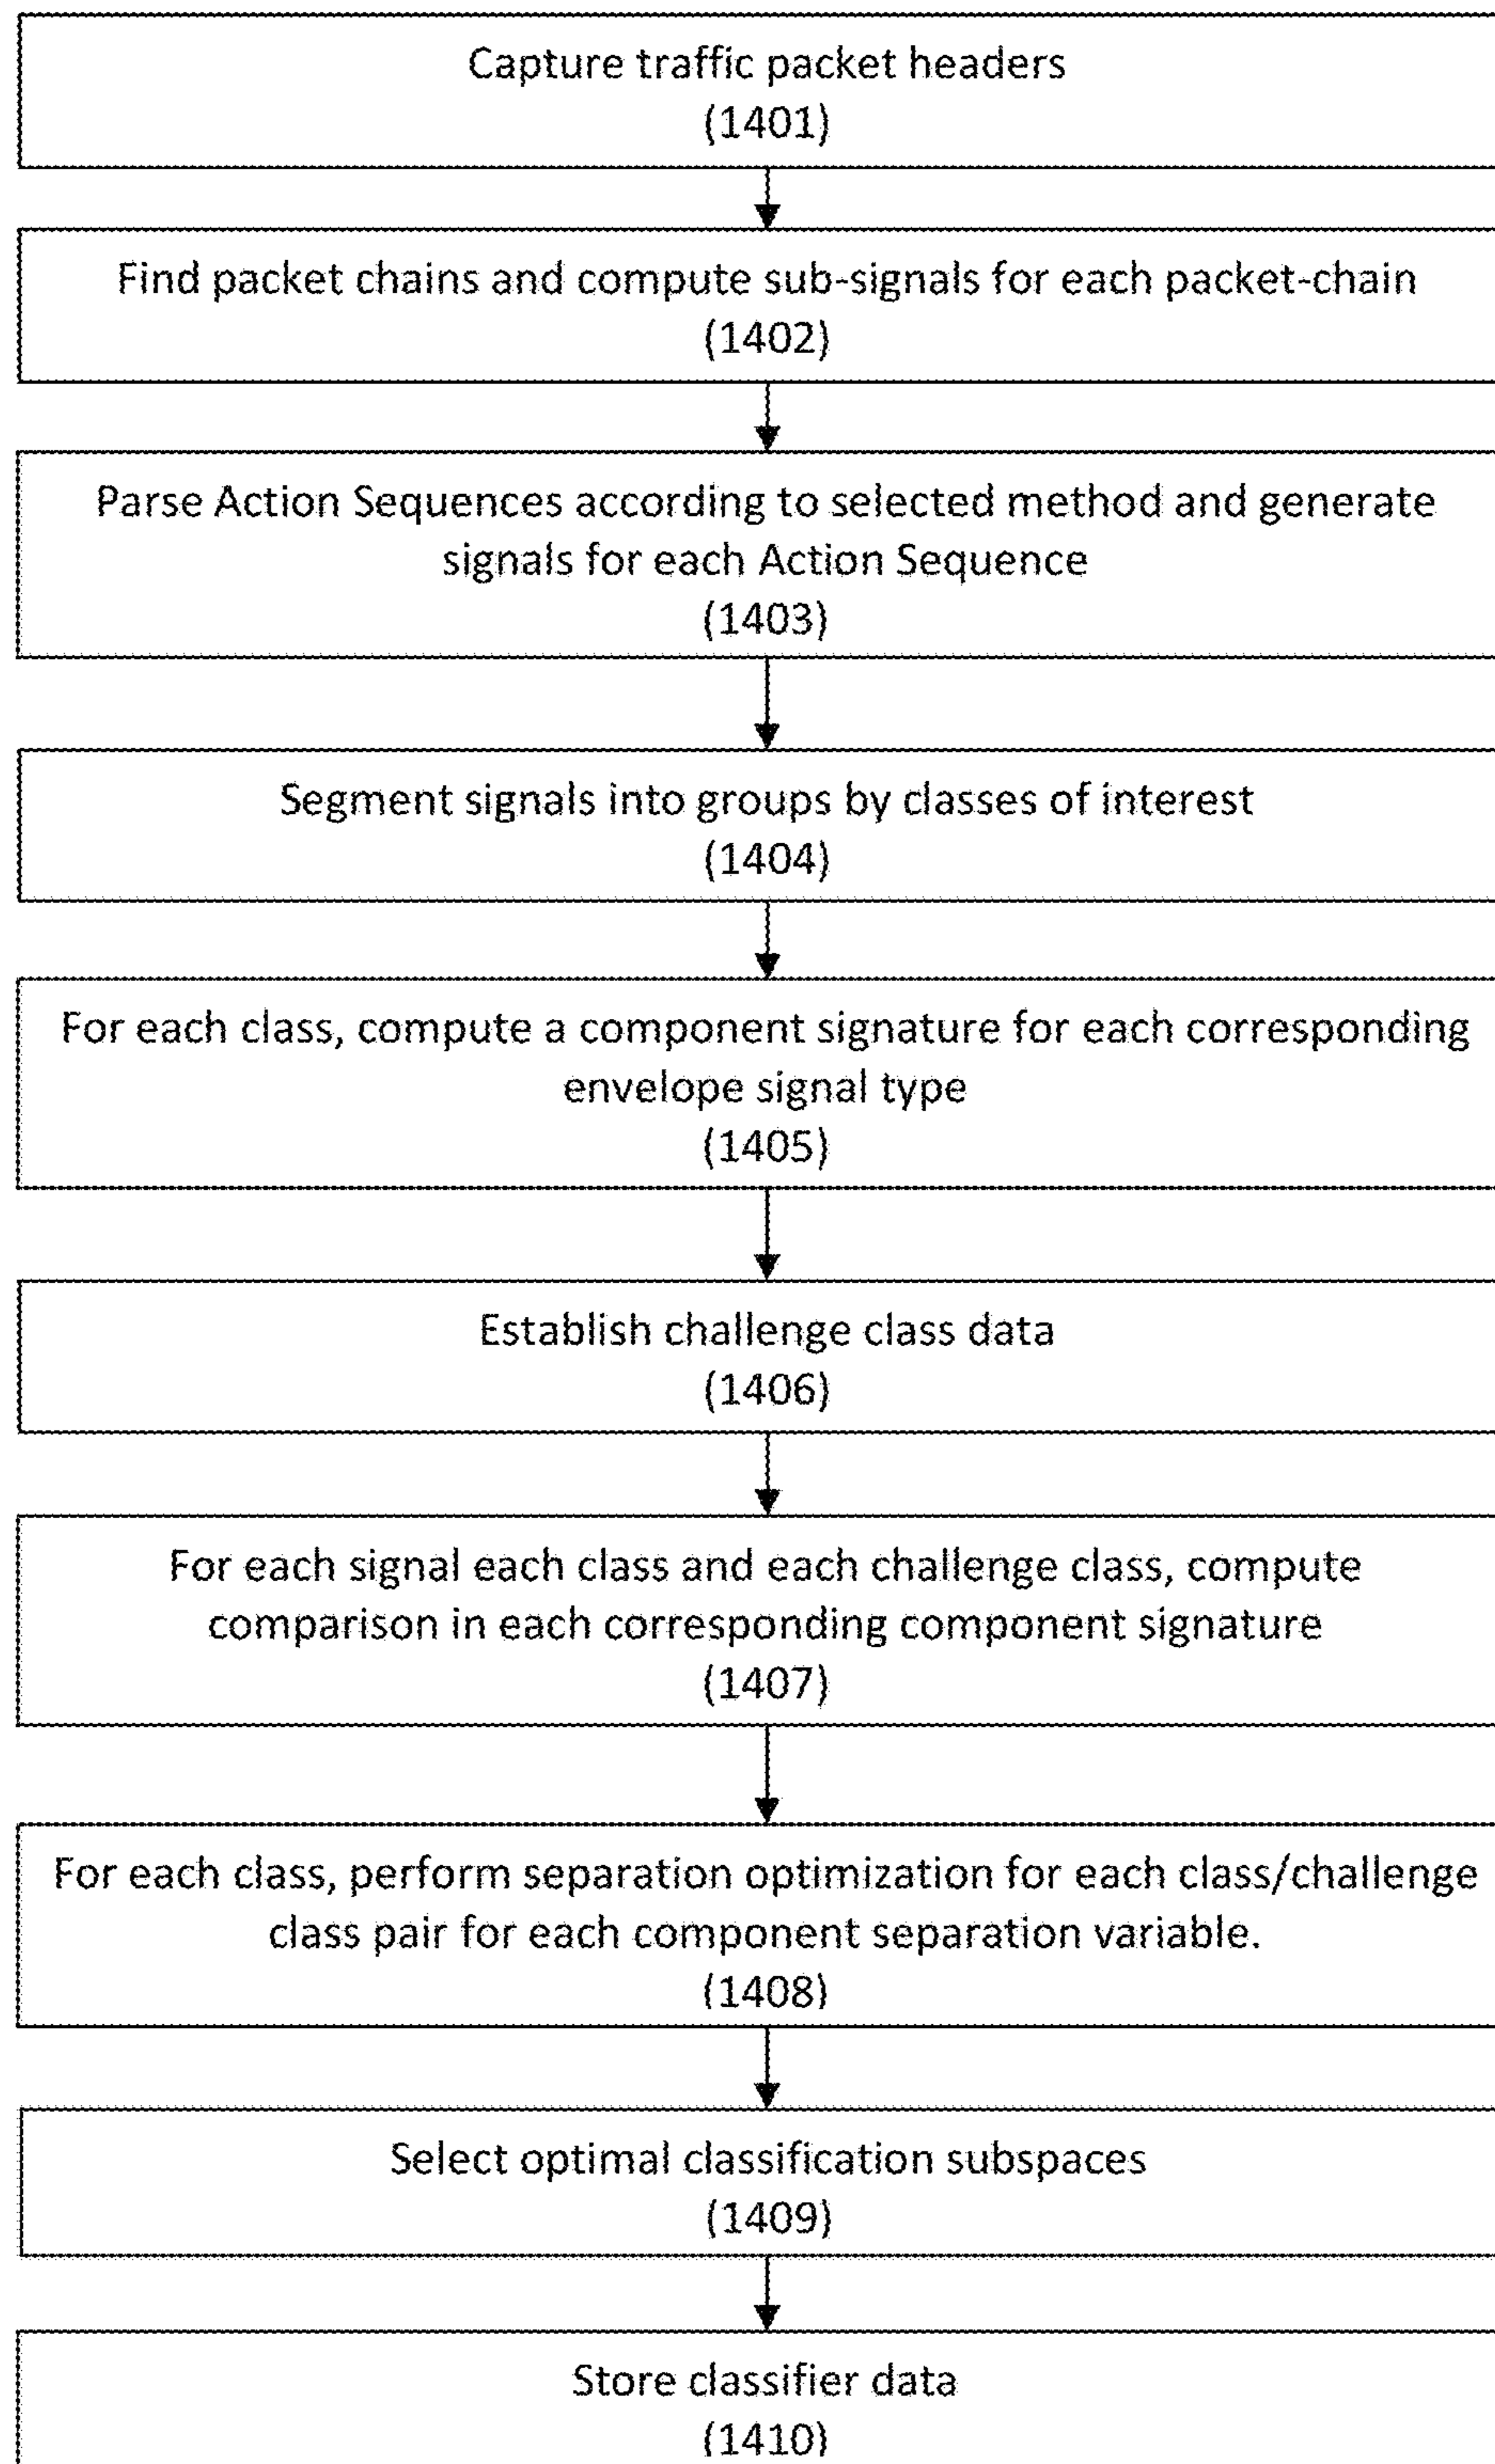 Capture traffic packet headers
(1401)
Find packet chains and compute sub-signals for each packet-chain
(1402)
Parse Action Sequences according to selected method and generate
signals for each Action Sequence
(1403)
Segment signals into groups by classes of interest
(1404)
For each class, compute a component signature for each corresponding
envelope signal type
(1405)
Establish challenge class data
(1406)
For each signal each class and each challenge class, compute
comparison in each corresponding component signature
(1407)
For each class, perform separation optimization for each class/challenge
class pair for each component separation variable.
(1408)
Select optimal classification subspaces
(1409)
Store classifier data
(1410)